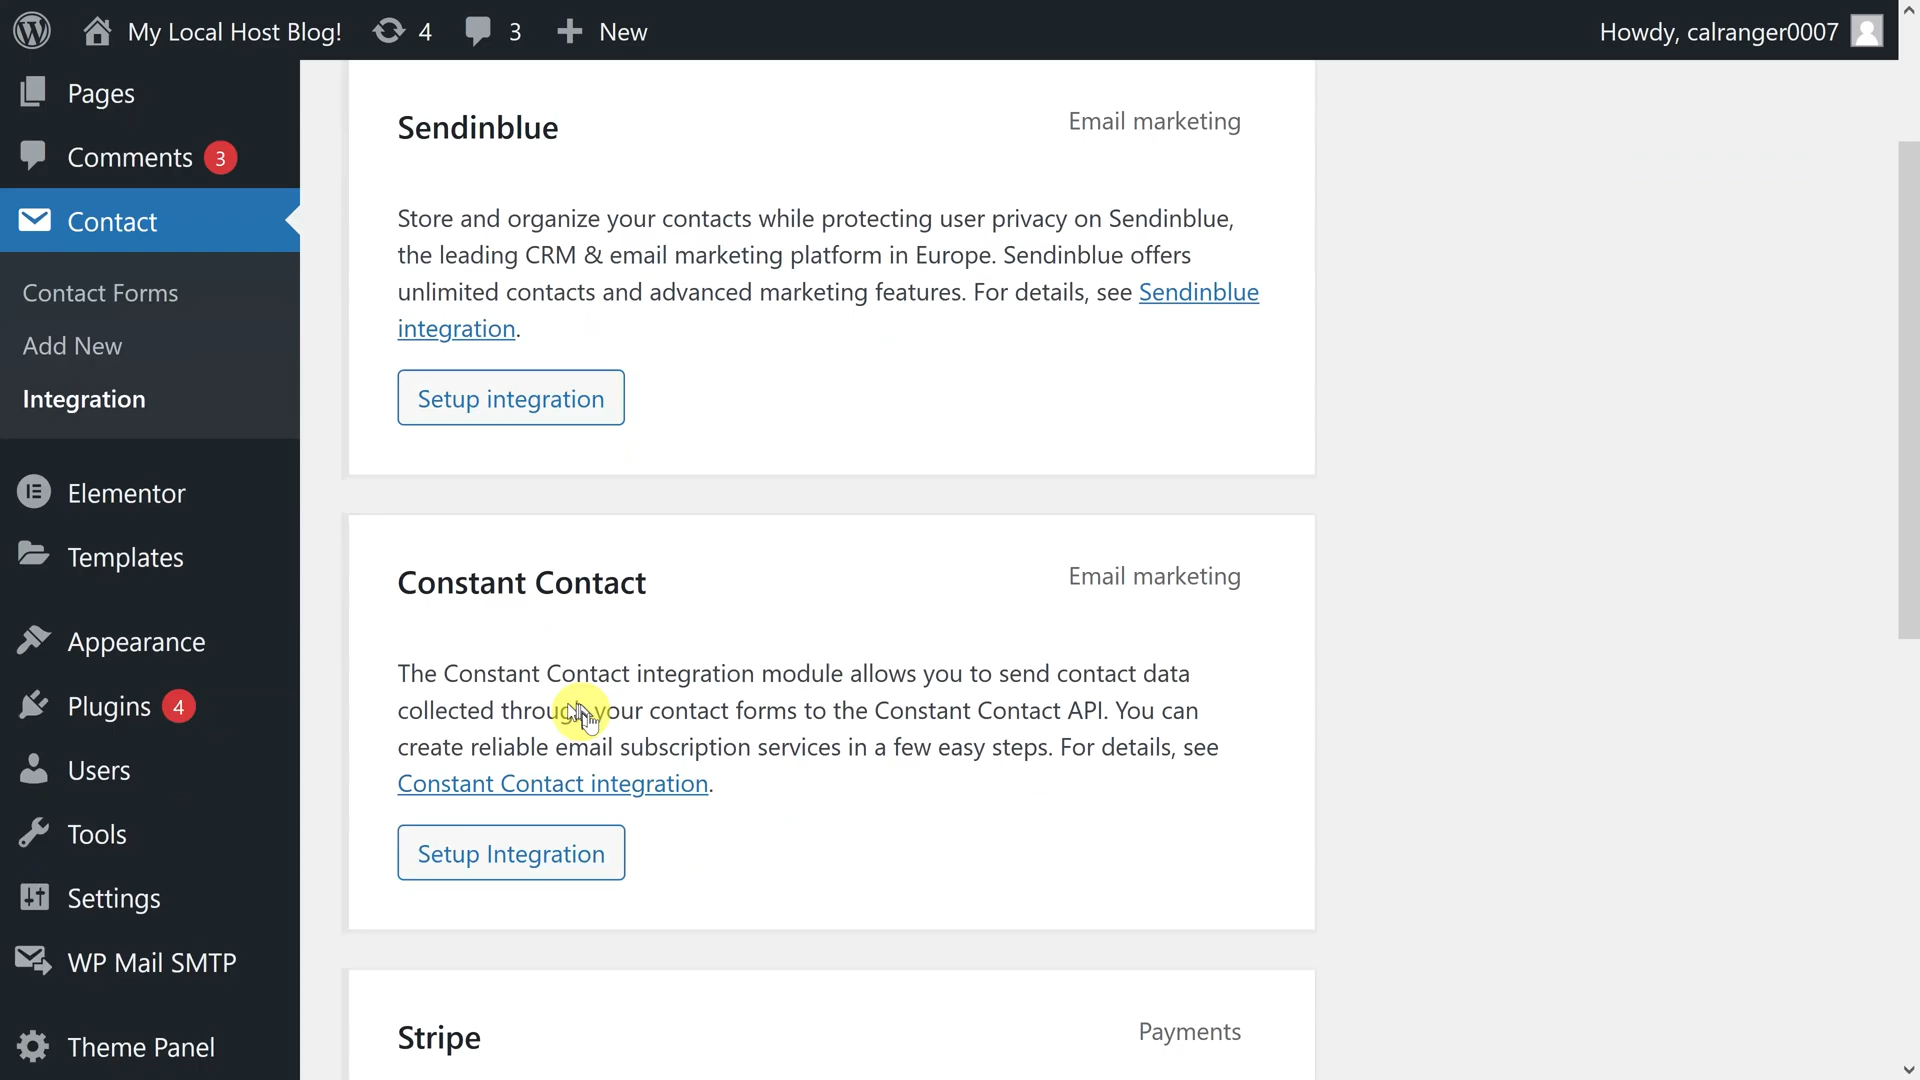 My Local Host Blog! 4 3 New Howdy, calranger0007
Pages
Comments 3
Contact
Contact Forms
Add New
Integration
Elementor
Templates
Appearance
Plugins 4
Users
Tools
Settings
WP Mail SMTP
Theme Panel
Sendinblue Email marketing
Store and organize your contacts while protecting user privacy on Sendinblue,
the leading CRM & email marketing platform in Europe. Sendinblue offers
unlimited contacts and advanced marketing features. For details, see Sendinblue
integration.
Setup integration
Constant Contact Email marketing
The Constant Contact integration module allows you to send contact data
collected through your contact forms to the Constant Contact API. You can
create reliable email subscription services in a few easy steps. For details, see
Constant Contact integration.
Setup Integration
Stripe Payments